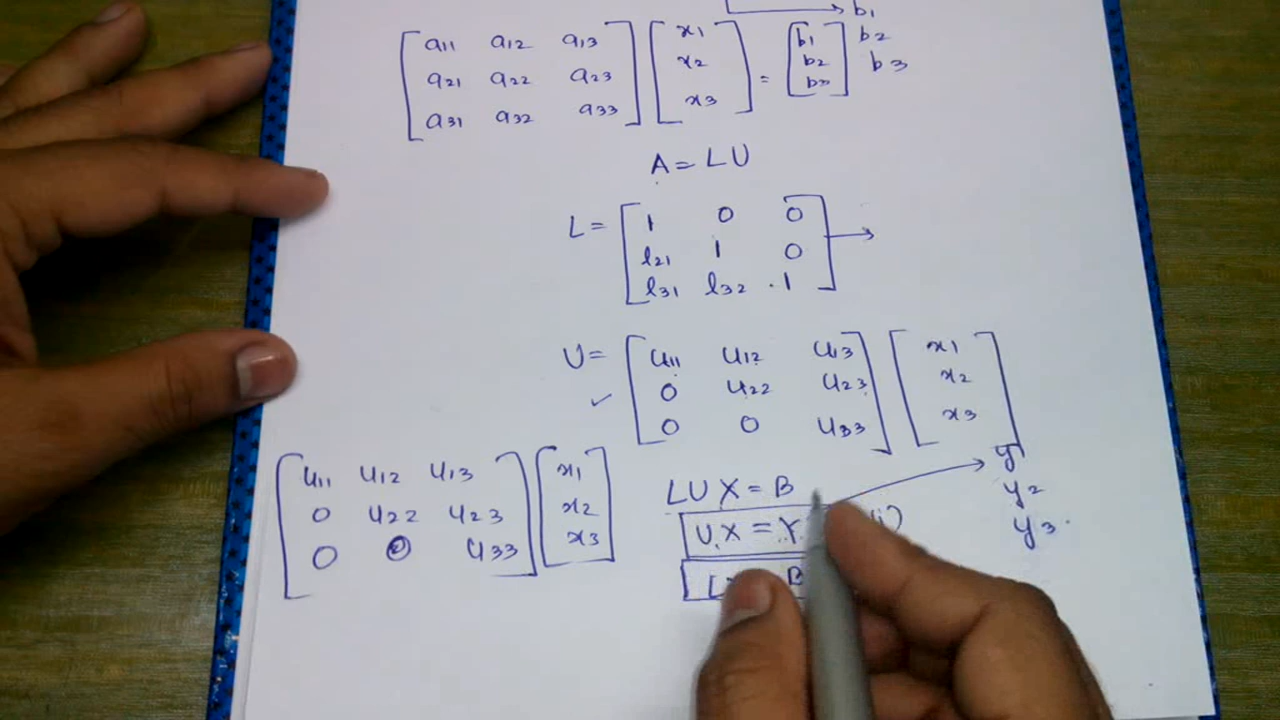 b1
[a11 a12 a13] [x1] [b1] b2
[a21 a22 a23] [x2] = [b2] b3
[a31 a32 a33] [x3]
A = LU
L = [1 0 0]
[l21 1 0]
[l31 l32 . 1]
U = [u11 u12 u13] [x1]
✓ [0 u22 u23] [x2]
[0 0 u33] [x3]
[u11 u12 u13] [x1]
[0 u22 u23] [x2]
[0 0 u33] [x3]
LUX = B
UX = Y
L B
y
y2
y3.